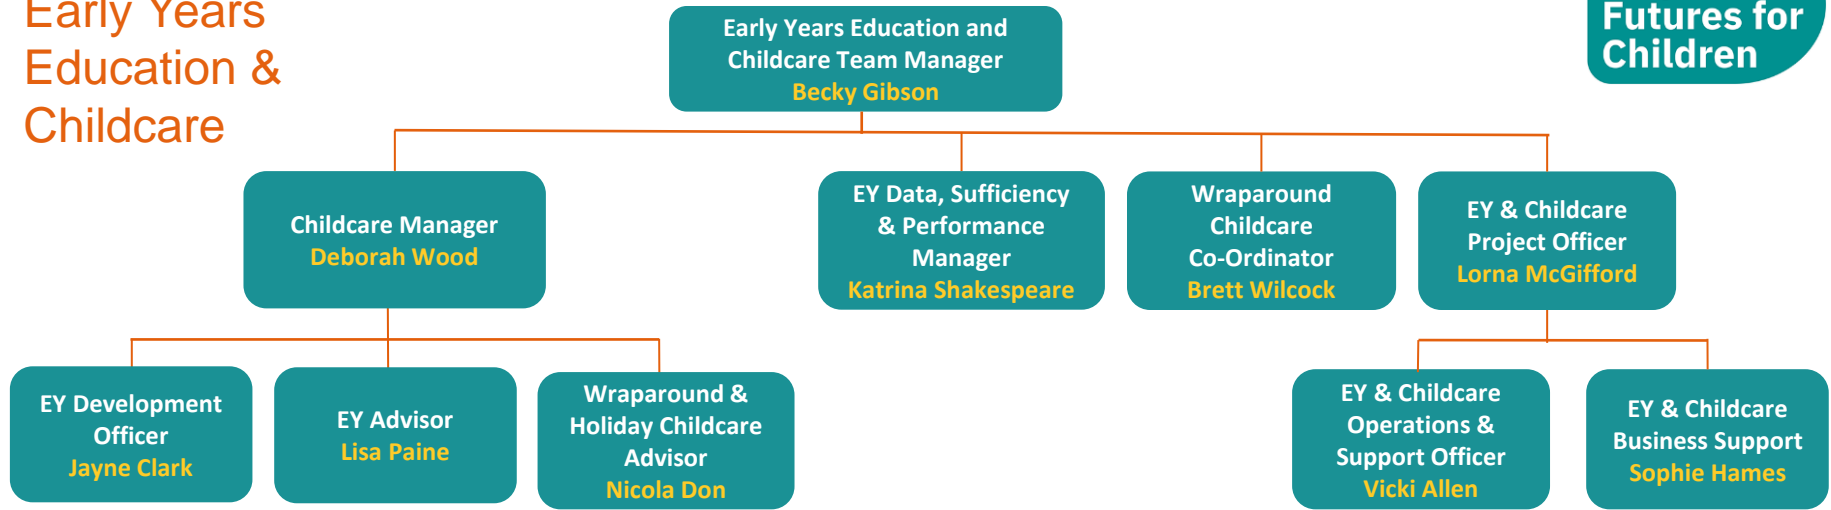 Early Years
Education &
Childcare
Futures for
Children
Early Years Education and
Childcare Team Manager
Becky Gibson
Childcare Manager
Deborah Wood
EY Data, Sufficiency
& Performance
Manager
Katrina Shakespeare
Wraparound
Childcare
Co-Ordinator
Brett Wilcock
EY & Childcare
Project Officer
Lorna McGifford
EY Development
Officer
Jayne Clark
EY Advisor
Lisa Paine
Wraparound &
Holiday Childcare
Advisor
Nicola Don
EY & Childcare
Operations &
Support Officer
Vicki Allen
EY & Childcare
Business Support
Sophie Hames